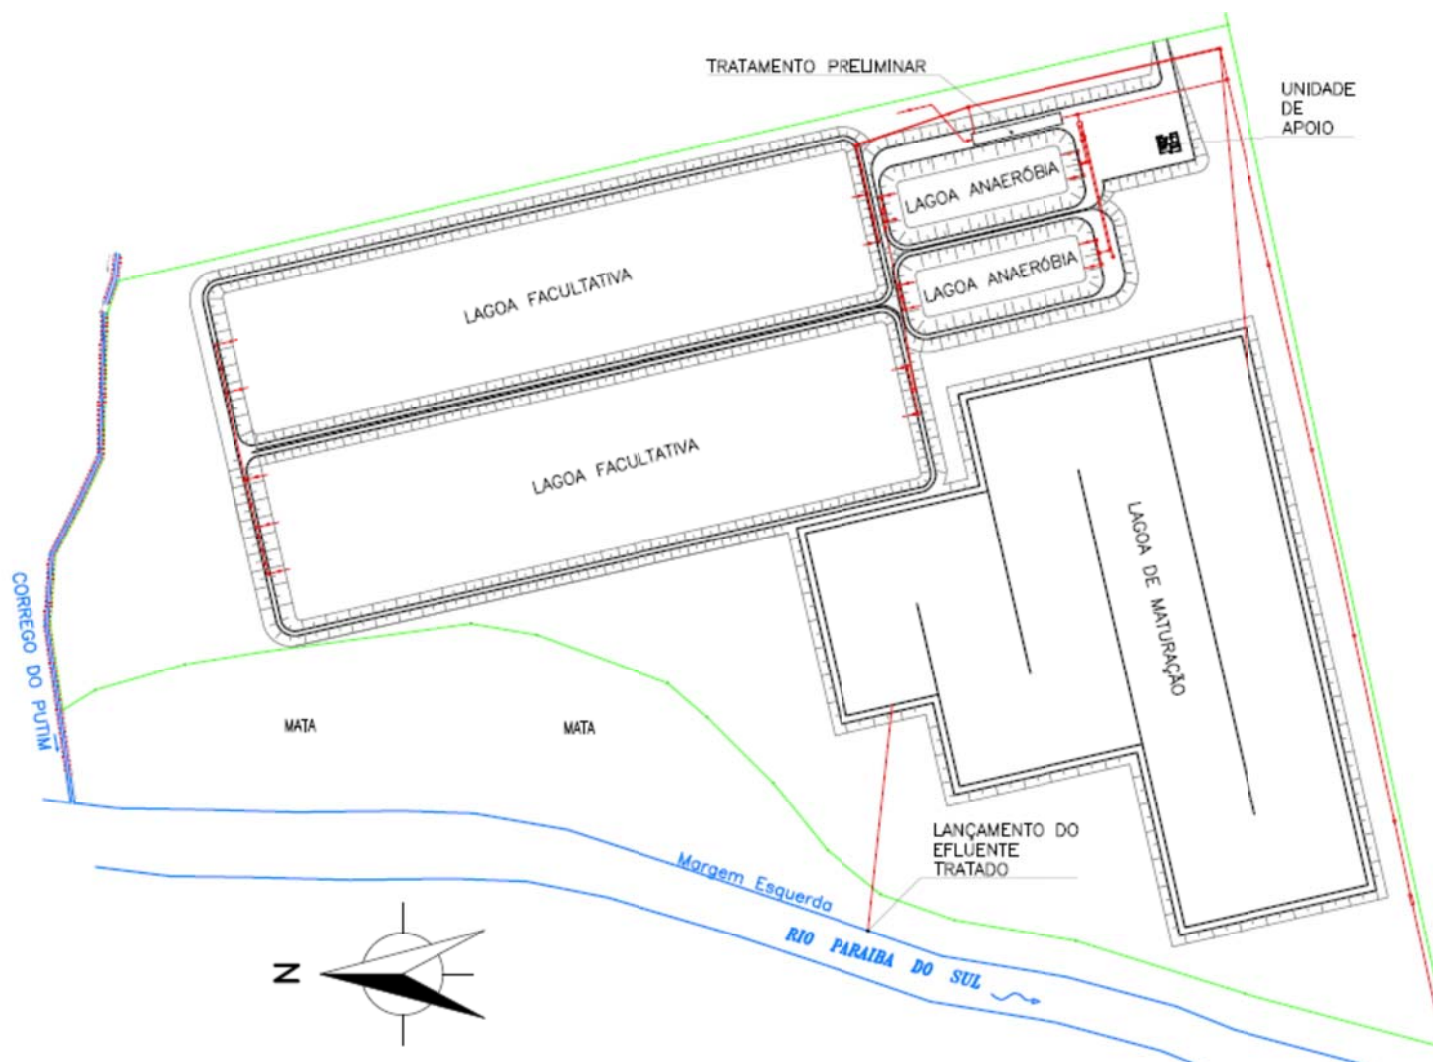 TRATAMENTO PRELIMINAR
UNIDADE
DE
APOIO
LAGOA ANAERÓBIA
LAGOA ANAERÓBIA
LAGOA FACULTATIVA
LAGOA FACULTATIVA
LAGOA DE MATURAÇÃO
CORREGO DO PUTIM
MATA
MATA
LANÇAMENTO DO
EFLUENTE
TRATADO
Margem Esquerda
RIO PARAIBA DO SUL
N